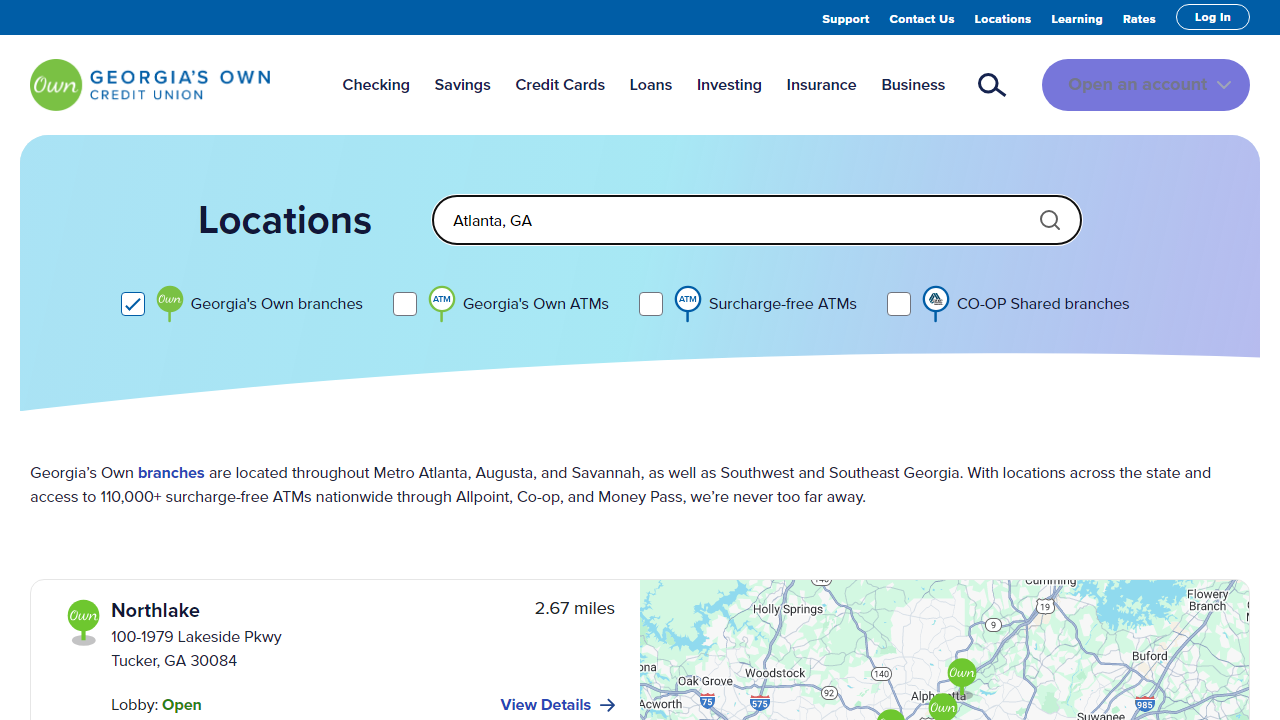 Support Contact Us Locations Learning Rates Log In
Own GEORGIA'S OWN
CREDIT UNION
Checking Savings Credit Cards Loans Investing Insurance Business
Open an account
Locations
Atlanta, GA
Own Georgia's Own branches ATM Georgia's Own ATMs ATM Surcharge-free ATMs CO-OP Shared branches
Georgia’s Own branches are located throughout Metro Atlanta, Augusta, and Savannah, as well as Southwest and Southeast Georgia. With locations across the state and
access to 110,000+ surcharge-free ATMs nationwide through Allpoint, Co-op, and Money Pass, we’re never too far away.
Own Northlake 2.67 miles
100-1979 Lakeside Pkwy
Tucker, GA 30084
Lobby: Open View Details
Cumming
Flowery
Branch
Holly Springs
19
9
Buford
Woodstock
140
Own
Oak Grove
92
Acworth
75
575
985
Own
Suwanee